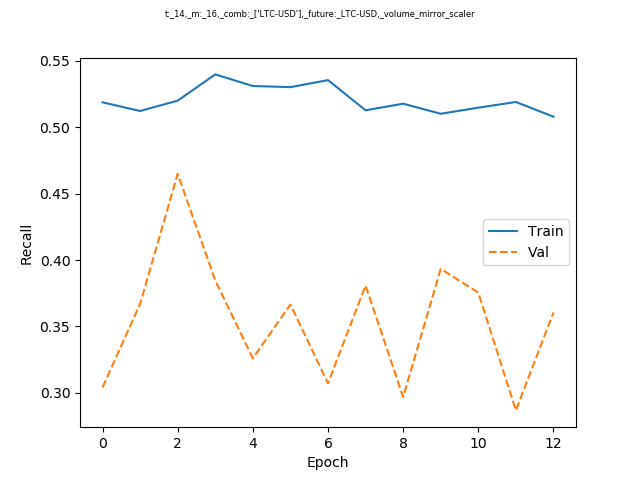 t:_14,_m:_16,_comb:_['LTC-USD'],_future:_LTC-USD,_volume_mirror_scaler
0.55
0.50
0.45
0.40
0.35
0.30
Recall
Train
Val
0 2 4 6 8 10 12
Epoch